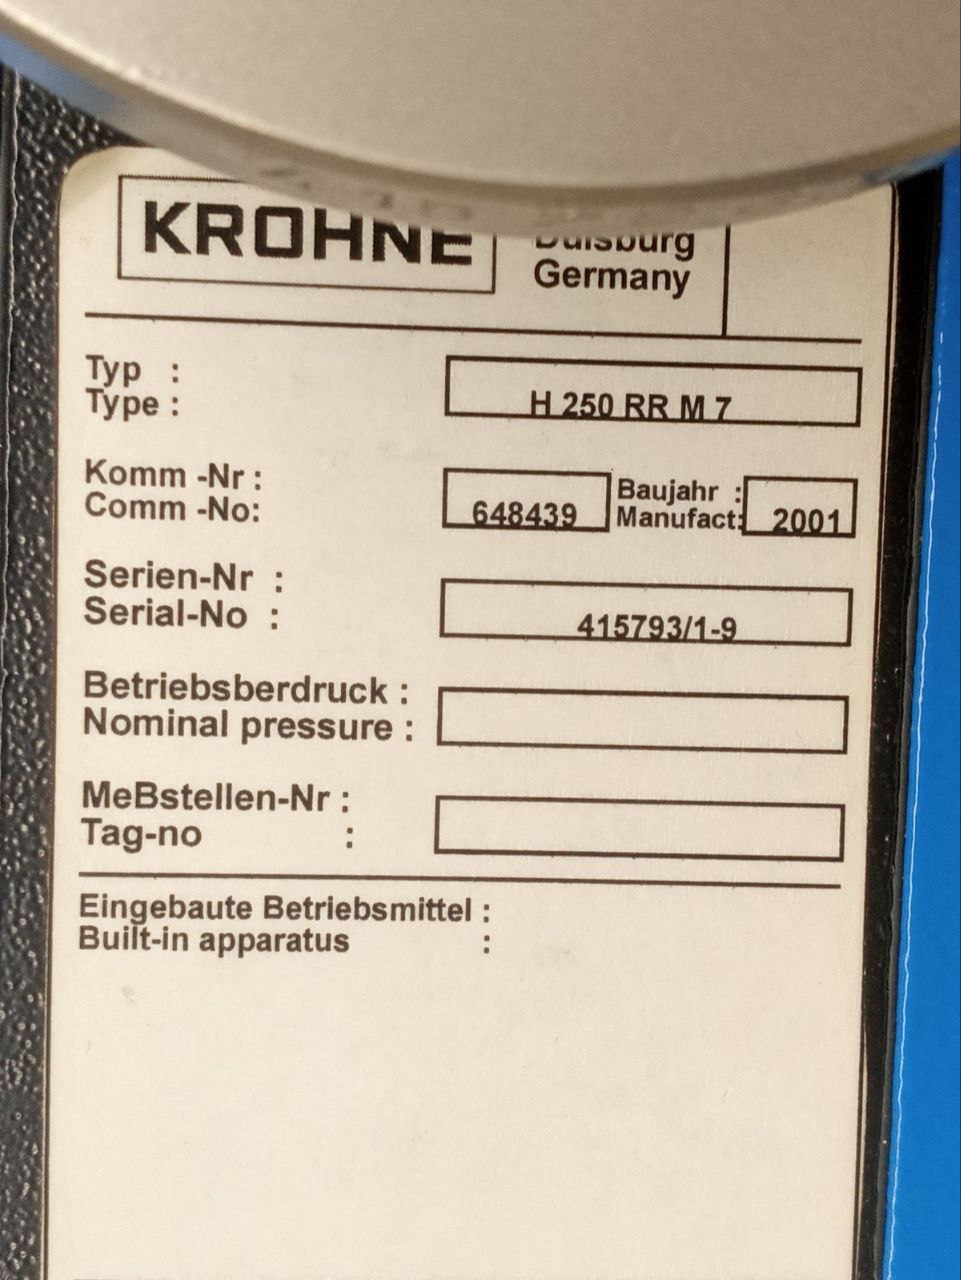 KROHNE
Duisburg
Germany
Typ :
Type :
H 250 RR M 7
Komm -Nr :
Comm -No:
648439
Baujahr :
Manufact:
2001
Serien-Nr :
Serial-No :
415793/1-9
Betriebsberdruck :
Nominal pressure :
MeBstellen-Nr :
Tag-no :
Eingebaute Betriebsmittel :
Built-in apparatus :